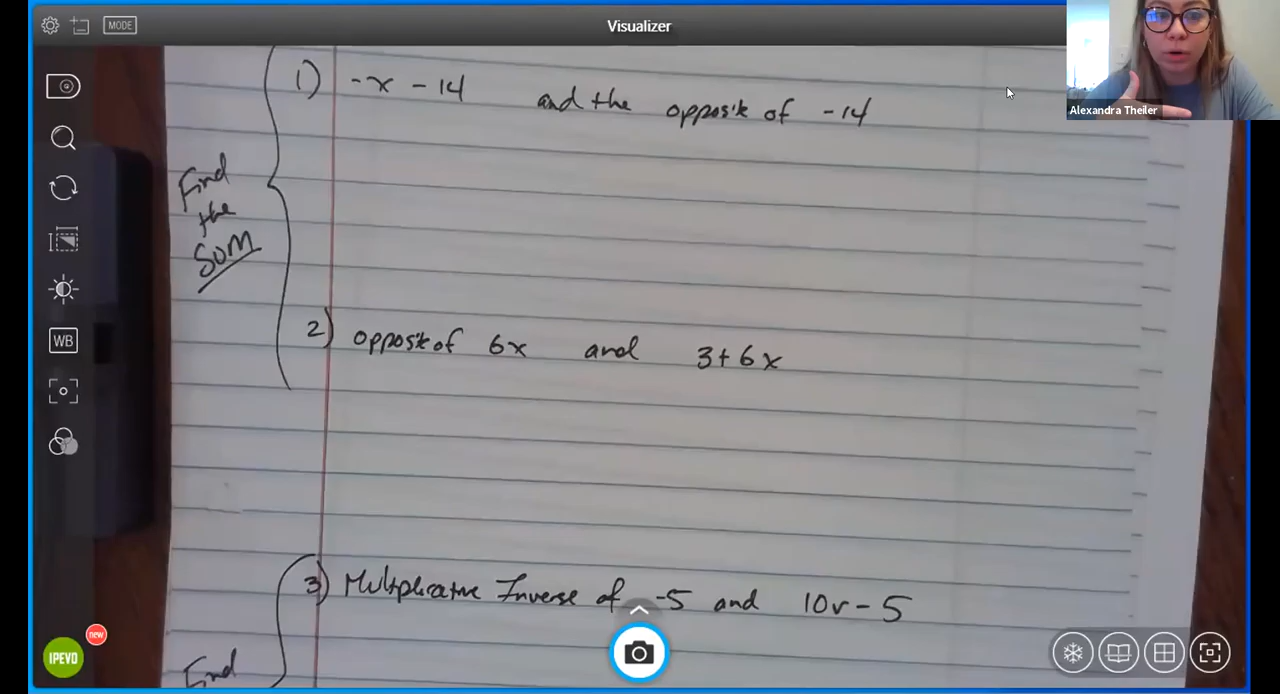 Visualizer
MODE
Alexandra Theiler
1) -x - 14 and the opposite of -14
Find
the
SUM
2) opposite of 6x and 3 + 6x
3) Multiplicative Inverse of -5 and 10v - 5
Find
WB
new
IPEVO